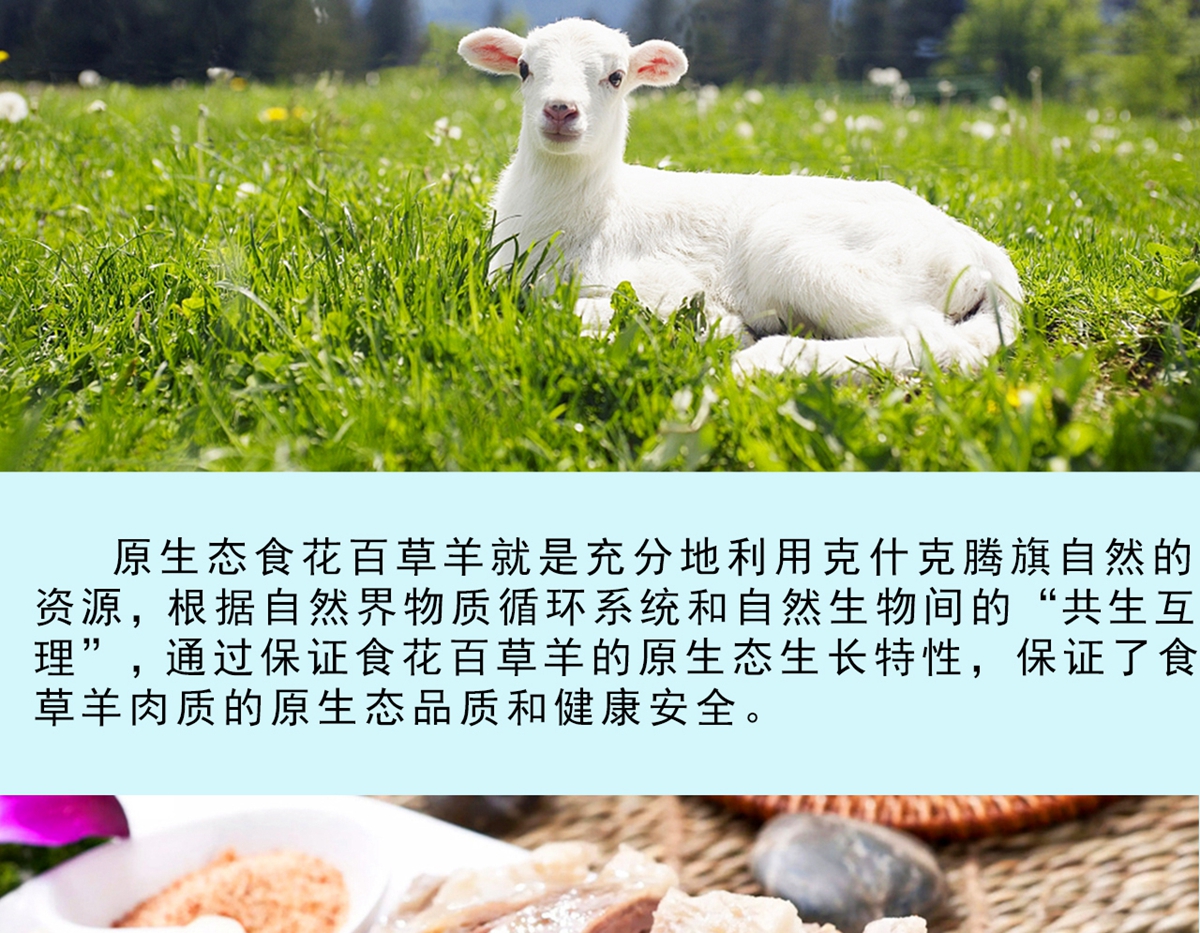 原生态食花百草羊就是充分地利用克什克腾旗自然的
资源，根据自然界物质循环系统和自然生物间的“共生互
理”，通过保证食花百草羊的原生态生长特性，保证了食
草羊肉质的原生态品质和健康安全。